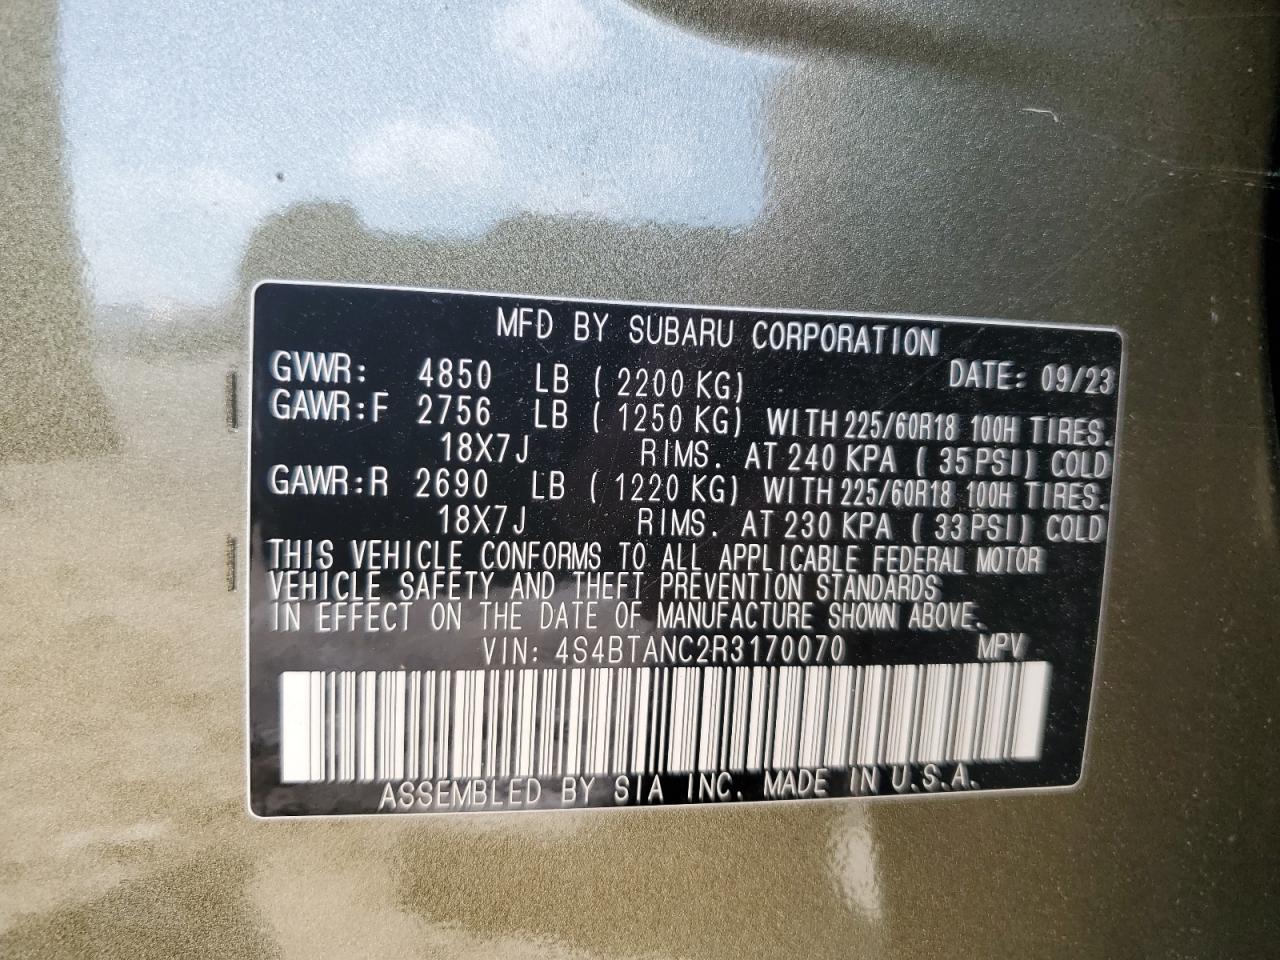 MFD BY SUBARU CORPORATION
GVWR: 4850 LB ( 2200 KG) DATE: 09/23
GAWR:F 2756 LB ( 1250 KG) WITH 225/60R18 100H TIRES.
18X7J RIMS. AT 240 KPA ( 35PSI) COLD
GAWR:R 2690 LB ( 1220 KG) WITH 225/60R18 100H TIRES.
18X7J RIMS. AT 230 KPA ( 33PSI) COLD
THIS VEHICLE CONFORMS TO ALL APPLICABLE FEDERAL MOTOR
VEHICLE SAFETY AND THEFT PREVENTION STANDARDS
IN EFFECT ON THE DATE OF MANUFACTURE SHOWN ABOVE.
VIN: 4S4BTANC2R3170070 MPV
ASSEMBLED BY SIA INC. MADE IN U.S.A.